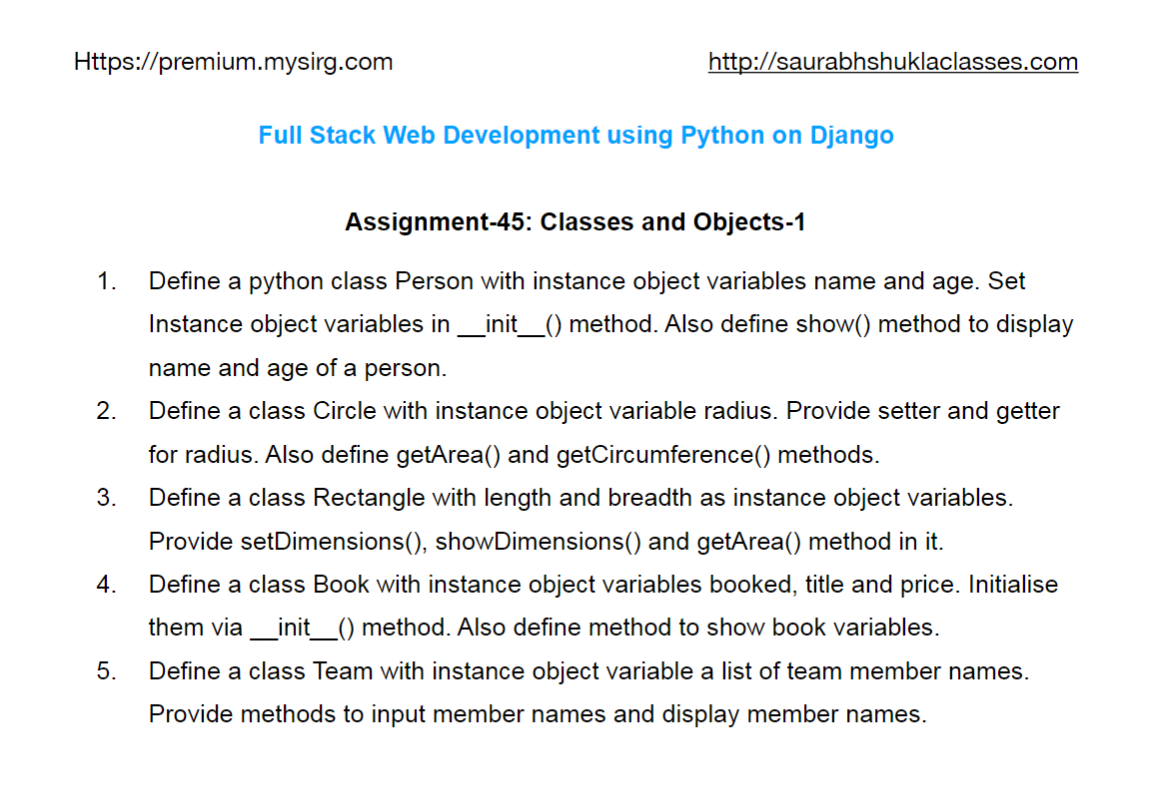 Https://premium.mysirg.com http://saurabhshuklaclasses.com
Full Stack Web Development using Python on Django
Assignment-45: Classes and Objects-1
1. Define a python class Person with instance object variables name and age. Set
Instance object variables in __init__() method. Also define show() method to display
name and age of a person.
2. Define a class Circle with instance object variable radius. Provide setter and getter
for radius. Also define getArea() and getCircumference() methods.
3. Define a class Rectangle with length and breadth as instance object variables.
Provide setDimensions(), showDimensions() and getArea() method in it.
4. Define a class Book with instance object variables booked, title and price. Initialise
them via __init__() method. Also define method to show book variables.
5. Define a class Team with instance object variable a list of team member names.
Provide methods to input member names and display member names.